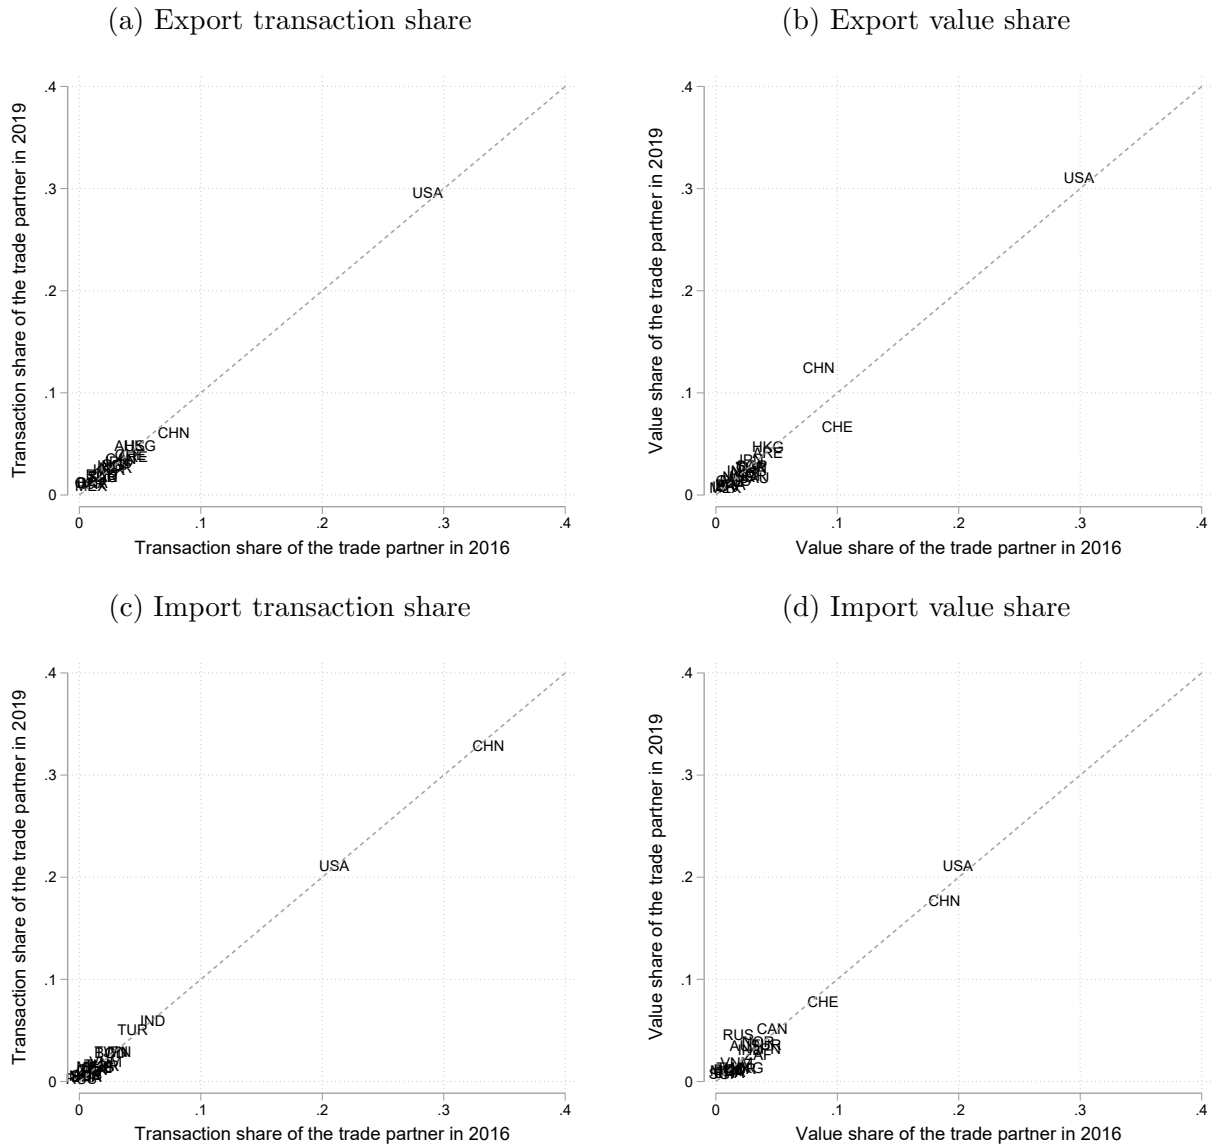 (a) Export transaction share
(b) Export value share
Transaction share of the trade partner in 2019
.4
.3
.2
.1
0
USA
CHN
MEX
0
.1
.2
.3
.4
Transaction share of the trade partner in 2016
Value share of the trade partner in 2019
.4
.3
.2
.1
0
USA
CHN
CHE
HKG
ARE
JPN
MEX
0
.1
.2
.3
.4
Value share of the trade partner in 2016
(c) Import transaction share
(d) Import value share
Transaction share of the trade partner in 2019
.4
.3
.2
.1
0
CHN
USA
IND
TUR
0
.1
.2
.3
.4
Transaction share of the trade partner in 2016
Value share of the trade partner in 2019
.4
.3
.2
.1
0
USA
CHN
CHE
CAN
RUS
NOR
ZAF
VNM
0
.1
.2
.3
.4
Value share of the trade partner in 2016